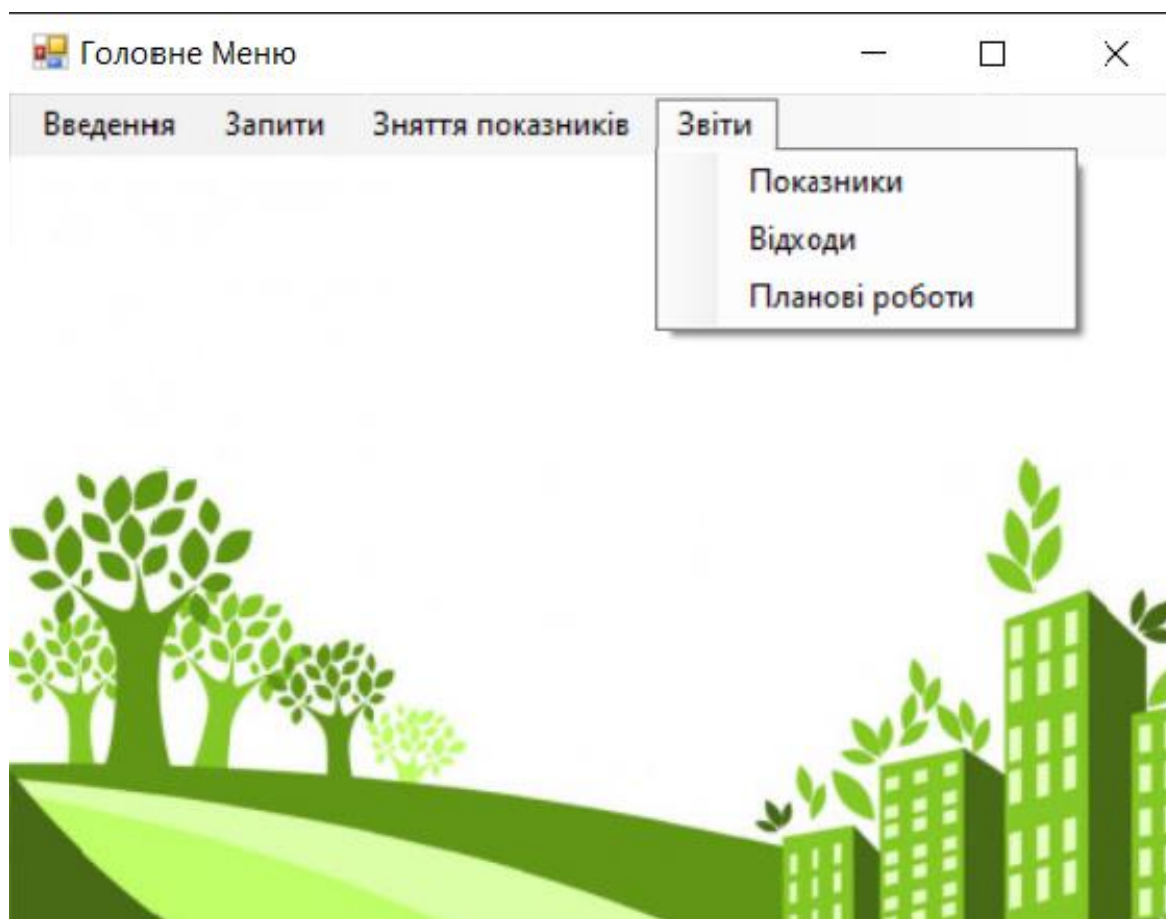 Головне Меню
Введення Запити Зняття показників Звіти
Показники
Відходи
Планові роботи